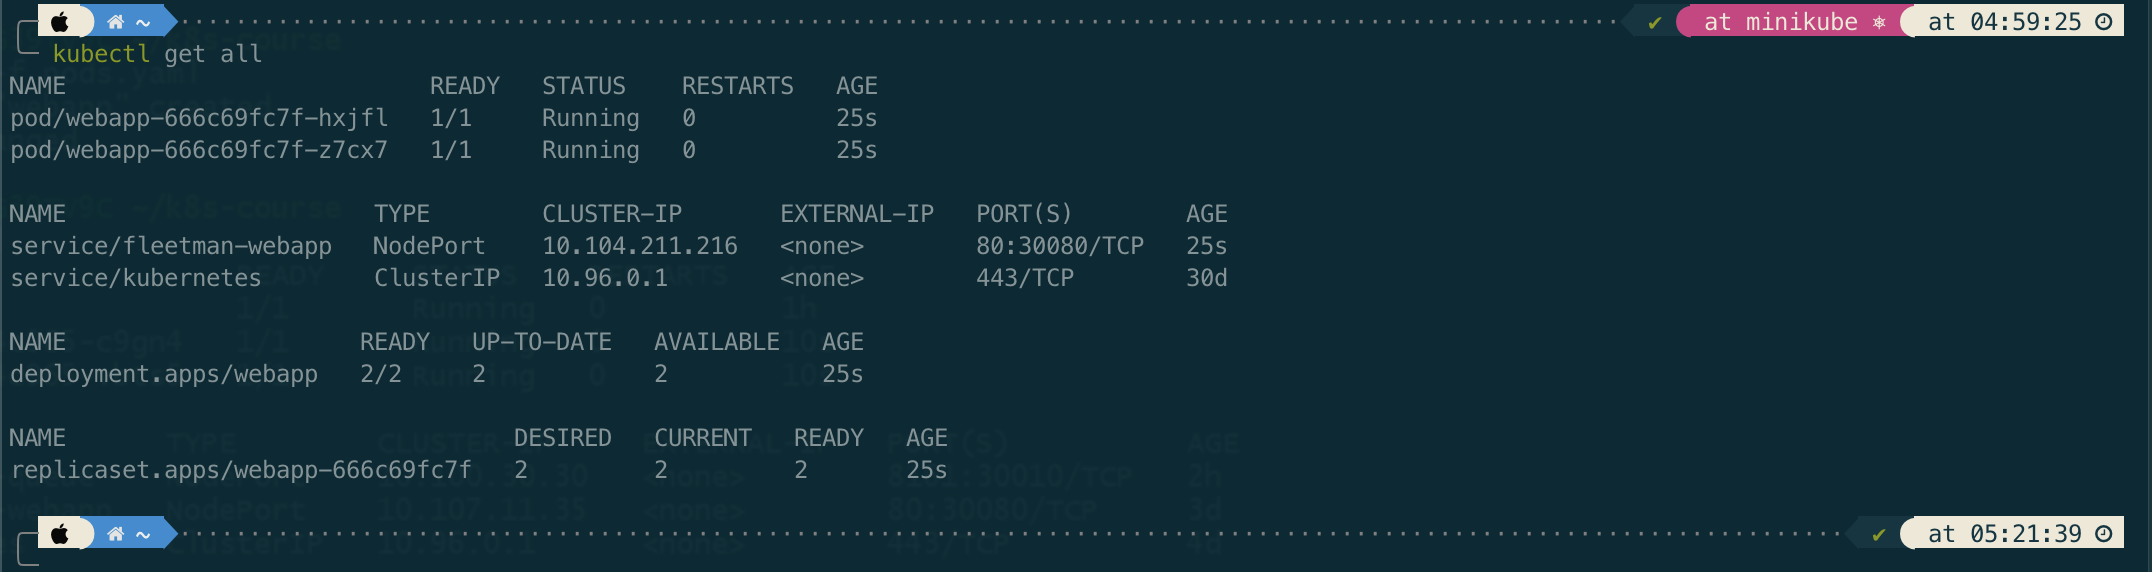 ~ ✔ at minikube ⎈ at 04:59:25
kubectl get all
NAME READY STATUS RESTARTS AGE
pod/webapp-666c69fc7f-hxjfl 1/1 Running 0 25s
pod/webapp-666c69fc7f-z7cx7 1/1 Running 0 25s
NAME TYPE CLUSTER-IP EXTERNAL-IP PORT(S) AGE
service/fleetman-webapp NodePort 10.104.211.216 <none> 80:30080/TCP 25s
service/kubernetes ClusterIP 10.96.0.1 <none> 443/TCP 30d
NAME READY UP-TO-DATE AVAILABLE AGE
deployment.apps/webapp 2/2 2 2 25s
NAME DESIRED CURRENT READY AGE
replicaset.apps/webapp-666c69fc7f 2 2 2 25s
~ ✔ at 05:21:39